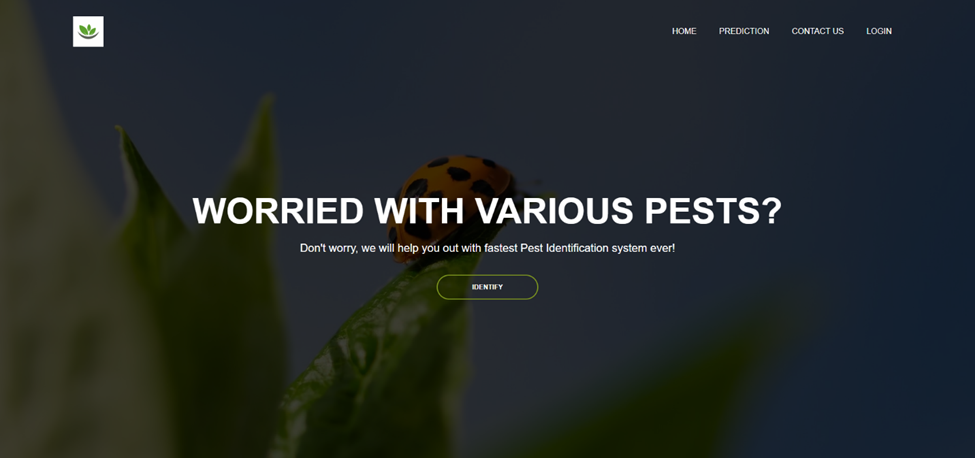 HOME PREDICTION CONTACT US LOGIN
WORRIED WITH VARIOUS PESTS?
Don't worry, we will help you out with fastest Pest Identification system ever!
IDENTIFY